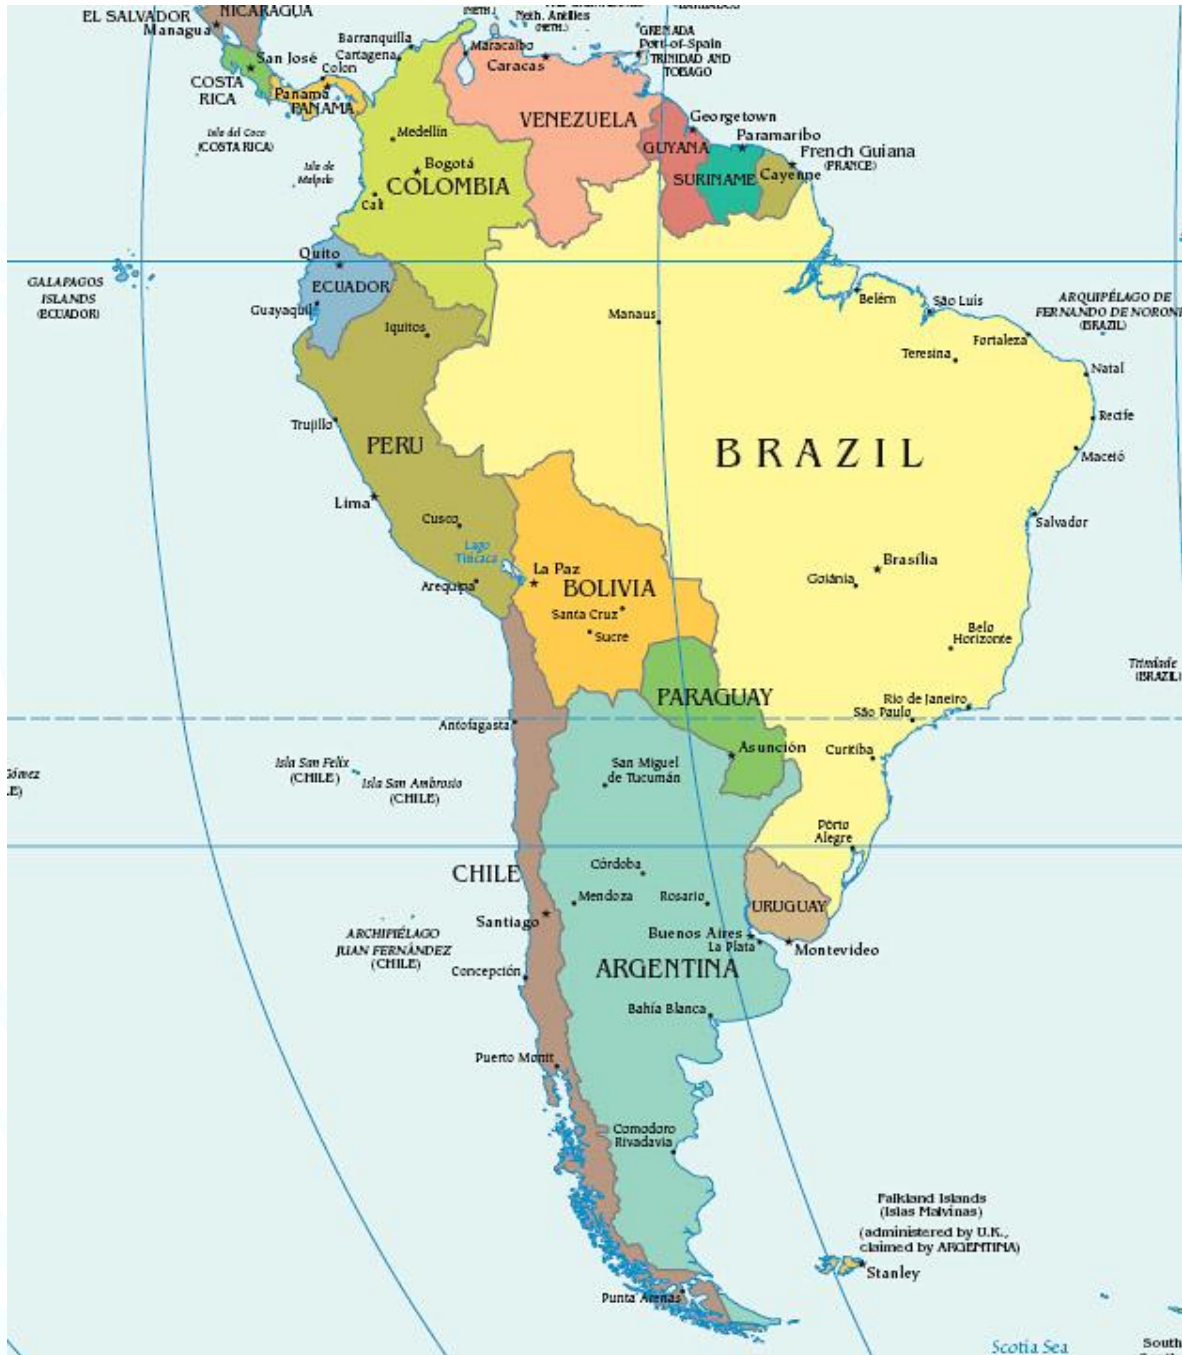 EL SALVADOR
NICARAGUA
Managua
(NETH.)
Neth. Antilles
(NETH.)
BARBADOS
GRENADA
Port-of-Spain
TRINIDAD AND
TOBAGO
Barranquilla
Cartagena
Maracaibo
Caracas
San José
Colon
COSTA
RICA
Panama
PANAMA
VENEZUELA
Georgetown
Paramaribo
French Guiana
(FRANCE)
GUYANA
SURINAME
Cayenne
Isla del Coco
(COSTA RICA)
Isla de
Malpelo
Medellín
Bogotá
COLOMBIA
Cali
Quito
ECUADOR
Guayaquil
GALAPAGOS
ISLANDS
(ECUADOR)
Iquitos
Manaus
Belém
São Luís
ARQUIPÉLAGO DE
FERNANDO DE NORON
(BRAZIL)
Fortaleza
Teresina
Natal
Recife
Maceió
Trujillo
PERU
BRAZIL
Lima
Cusco
Salvador
Lago
Titicaca
Arequipa
La Paz
BOLIVIA
Santa Cruz
Sucre
Brasília
Goiânia
Belo
Horizonte
Trindade
(BRAZIL)
PARAGUAY
Rio de Janeiro
São Paulo
Antofagasta
Asunción
Curitiba
San Miguel
de Tucumán
Isla San Felix
(CHILE)
Isla San Ambrosio
(CHILE)
Gómez
LE)
Pôrto
Alegre
CHILE
Córdoba
Mendoza
Rosario
URUGUAY
Santiago
Buenos Aires
La Plata
Montevideo
ARCHIPIÉLAGO
JUAN FERNÁNDEZ
(CHILE)
Concepción
ARGENTINA
Bahía Blanca
Puerto Montt
Comodoro
Rivadavia
Falkland Islands
(Islas Malvinas)
(administered by U.K.,
claimed by ARGENTINA)
Stanley
Punta Arenas
Scotia Sea
South